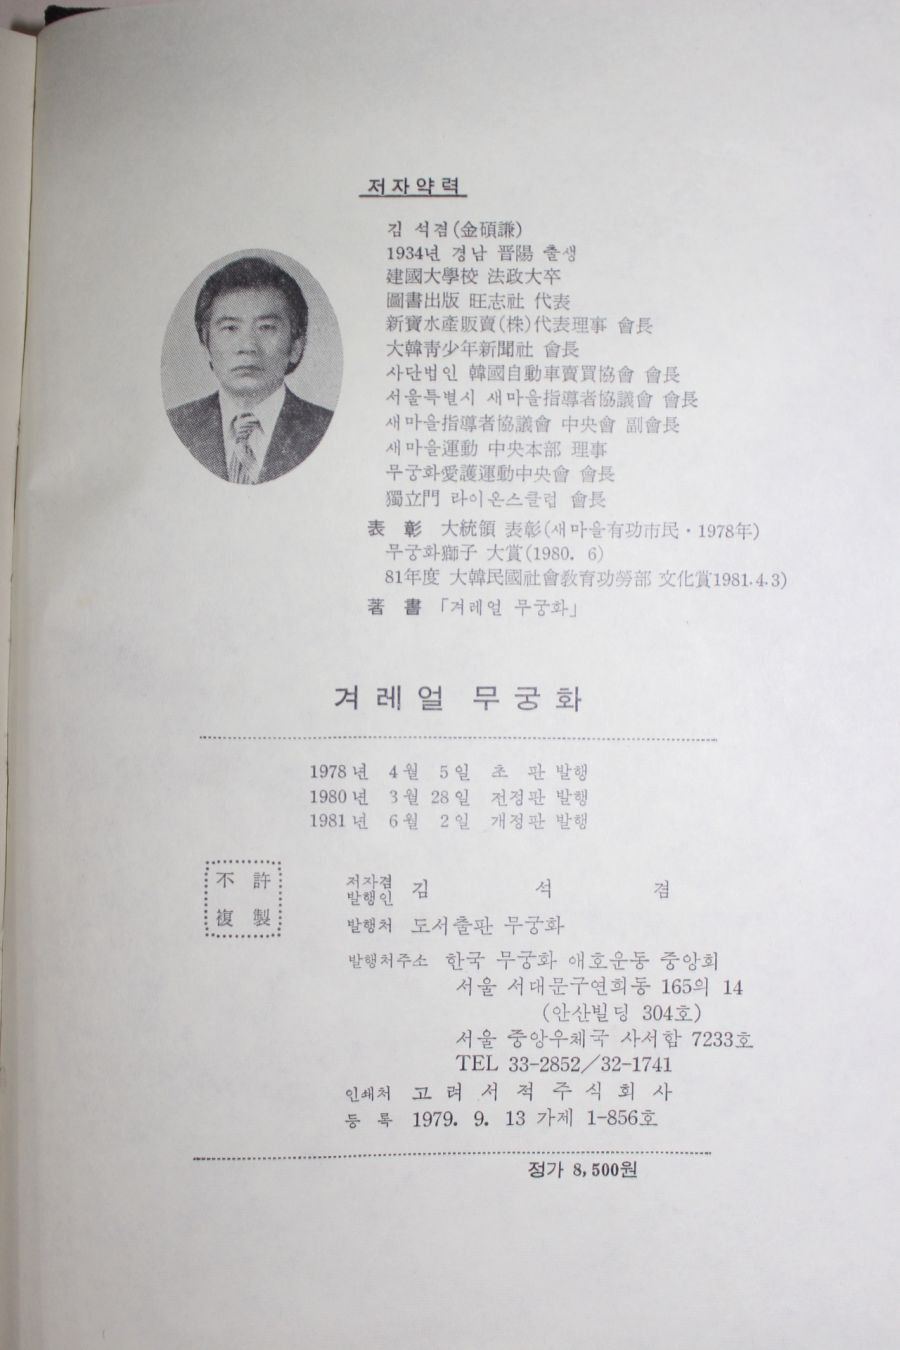 저자약력
김 석겸(金碩謙)
1934년 경남 晋陽 출생
建國大學校 法政大卒
圖書出版 旺志社 代表
新寶水產販賣(株)代表理事 會長
大韓靑少年新聞社 會長
사단법인 韓國自動車賣買協會 會長
서울특별시 새마을指導者協議會 會長
새마을指導者協議會 中央會 副會長
새마을運動 中央本部 理事
무궁화愛護運動中央會 會長
獨立門 라이온스클럽 會長
表 彰 大統領 表彰(새마을有功市民·1978年)
무궁화獅子 大賞(1980. 6)
81年度 大韓民國社會敎育功勞部 文化賞1981.4.3)
著 書 「겨레얼 무궁화」
겨레얼 무궁화
1978년 4월 5일 초 판 발행
1980년 3월 28일 전정판 발행
1981년 6월 2일 개정판 발행
不許
複製
저자겸
발행인 김 석 겸
발행처 도서출판 무궁화
발행처주소 한국 무궁화 애호운동 중앙회
서울 서대문구연희동 165의 14
(안산빌딩 304호)
서울 중앙우체국 사서함 7233호
TEL 33-2852/32-1741
인쇄처 고려서적주식회사
등 록 1979. 9. 13 가제 1-856호
정가 8,500원